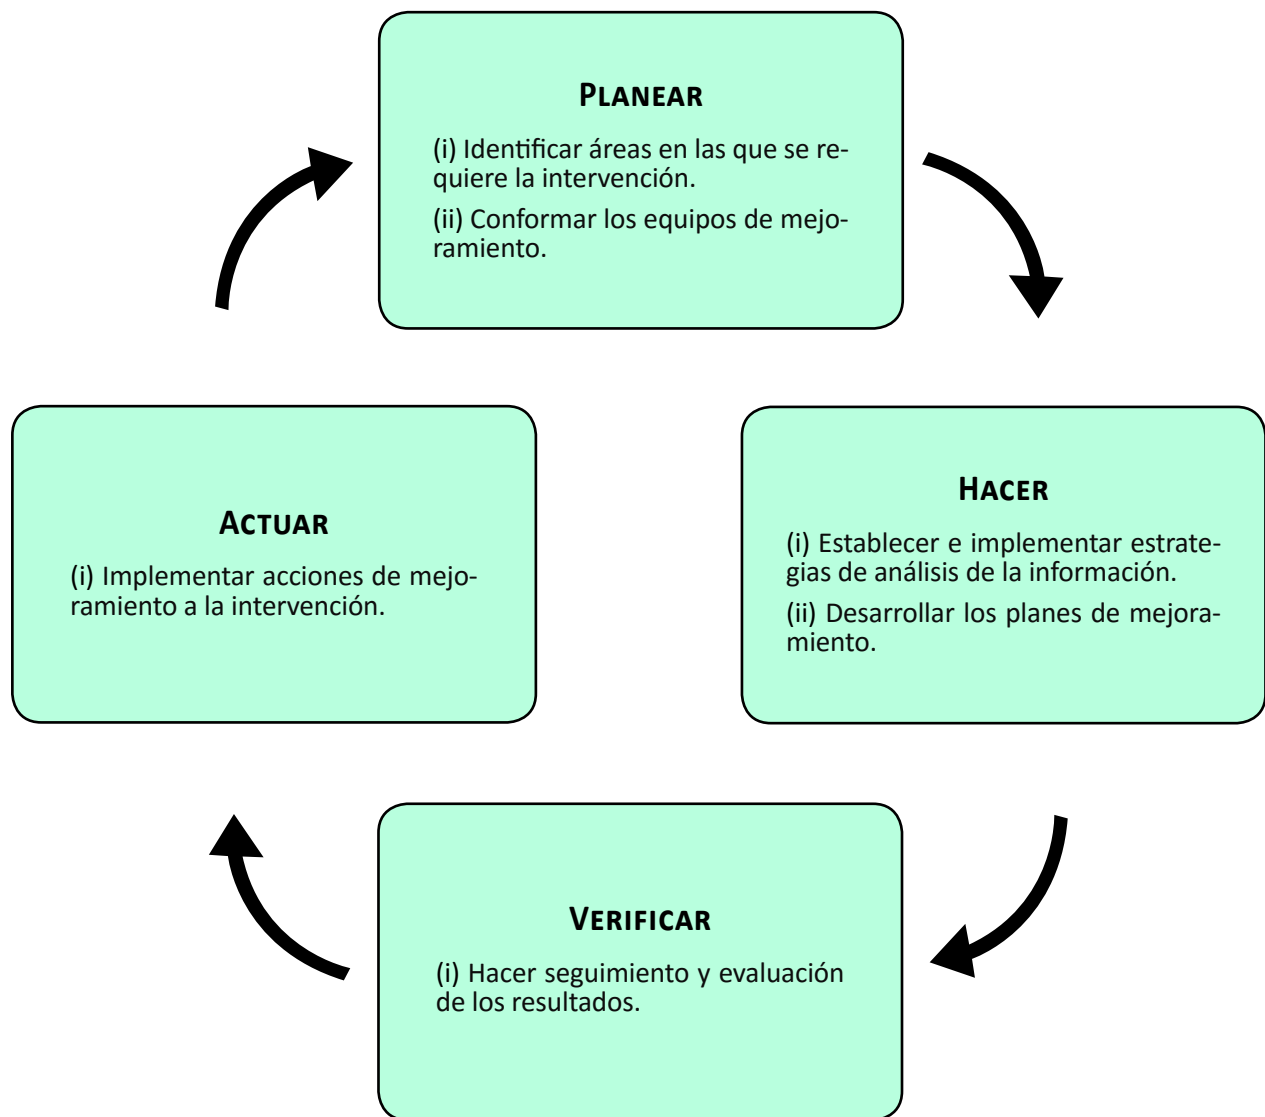 PLANEAR
(i) Identificar áreas en las que se re-
quiere la intervención.
(ii) Conformar los equipos de mejo-
ramiento.
ACTUAR
(i) Implementar acciones de mejo-
ramiento a la intervención.
HACER
(i) Establecer e implementar estrate-
gias de análisis de la información.
(ii) Desarrollar los planes de mejora-
miento.
VERIFICAR
(i) Hacer seguimiento y evaluación
de los resultados.